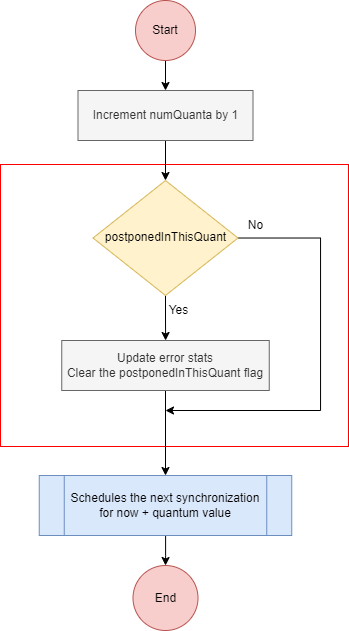 Start
Increment numQuanta by 1
postponedInThisQuant
No
Yes
Update error stats
Clear the postponedInThisQuant flag
Schedules the next synchronization
for now + quantum value
End